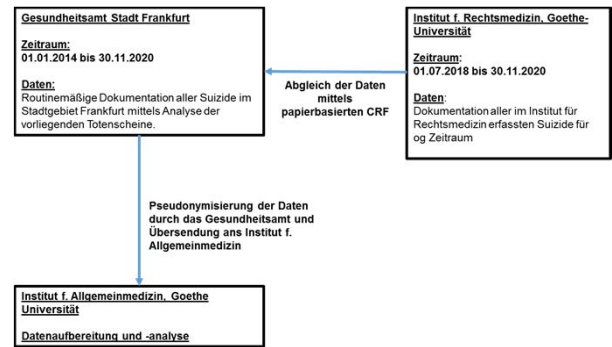 Gesundheitsamt Stadt Frankfurt
Zeitraum:
01.01.2014 bis 30.11.2020
Daten:
Routinemäßige Dokumentation aller Suizide im
Stadtgebiet Frankfurt mittels Analyse der
vorliegenden Totenscheine.
Abgleich der Daten
mittels
papierbasierten CRF
Institut f. Rechtsmedizin, Goethe-
Universität
Zeitraum:
01.07.2018 bis 30.11.2020
Daten:
Dokumentation aller im Institut für
Rechtsmedizin erfassten Suizide für
og Zeitraum
Pseudonymisierung der Daten
durch das Gesundheitsamt und
Übersendung ans Institut f.
Allgemeinmedizin
Institut f. Allgemeinmedizin, Goethe
Universität
Datenaufbereitung und -analyse